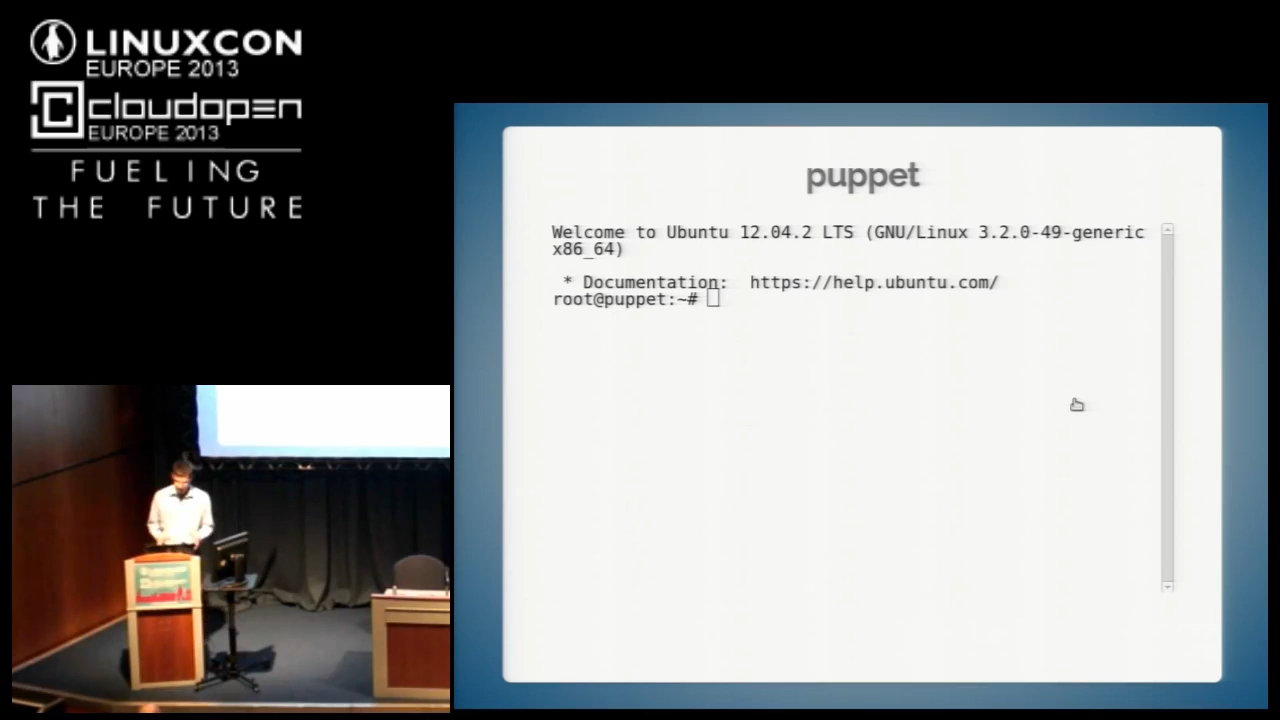 LINUXCON
EUROPE 2013
cloudopen
EUROPE 2013
FUELING
THE FUTURE
puppet
Welcome to Ubuntu 12.04.2 LTS (GNU/Linux 3.2.0-49-generic
x86_64)
* Documentation:  https://help.ubuntu.com/
root@puppet:~#